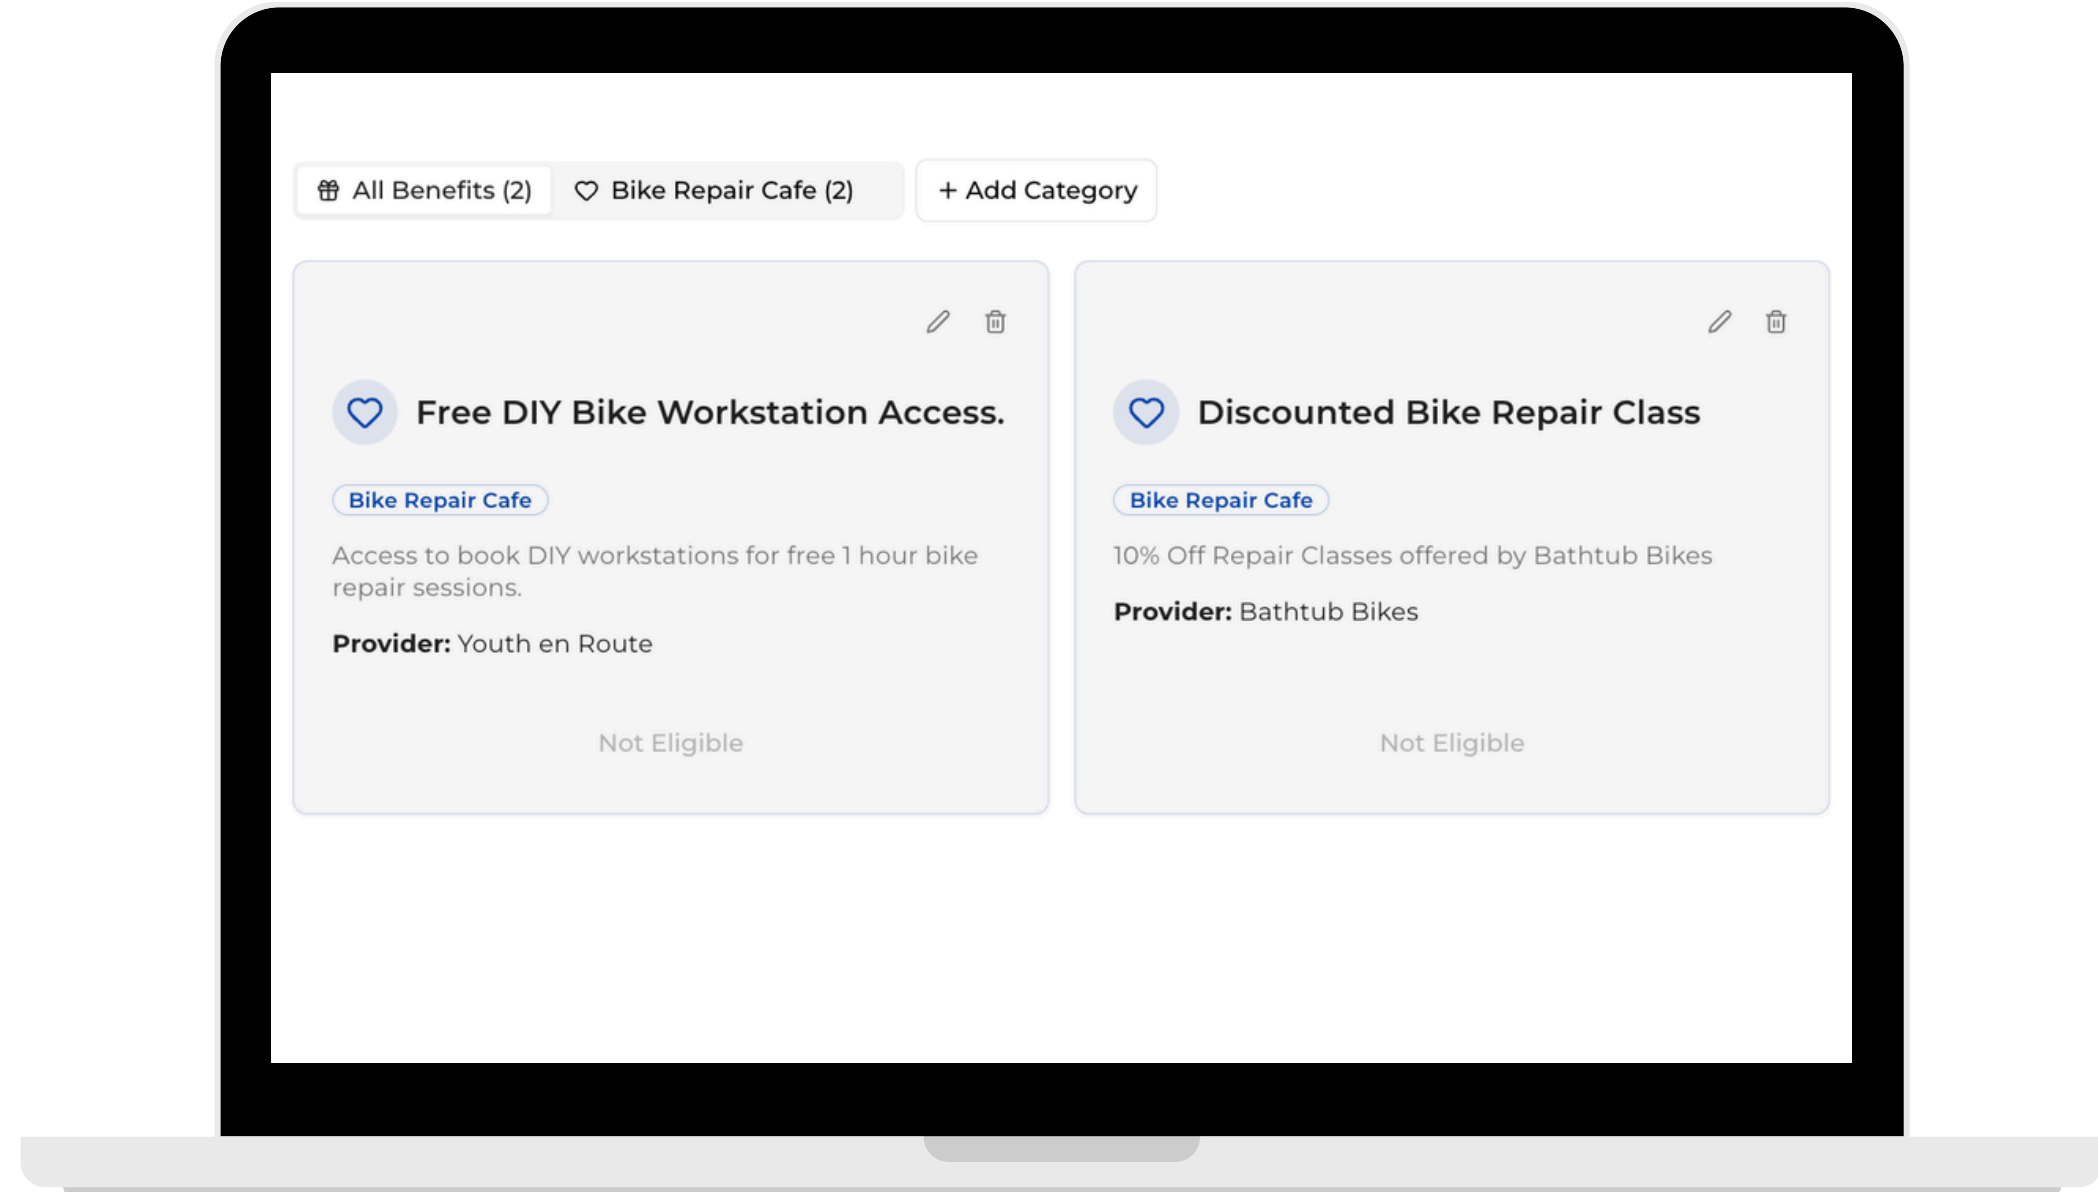 All Benefits (2)
Bike Repair Cafe (2)
+ Add Category
Free DIY Bike Workstation Access.
Bike Repair Cafe
Access to book DIY workstations for free 1 hour bike
repair sessions.
Provider: Youth en Route
Not Eligible
Discounted Bike Repair Class
Bike Repair Cafe
10% Off Repair Classes offered by Bathtub Bikes
Provider: Bathtub Bikes
Not Eligible